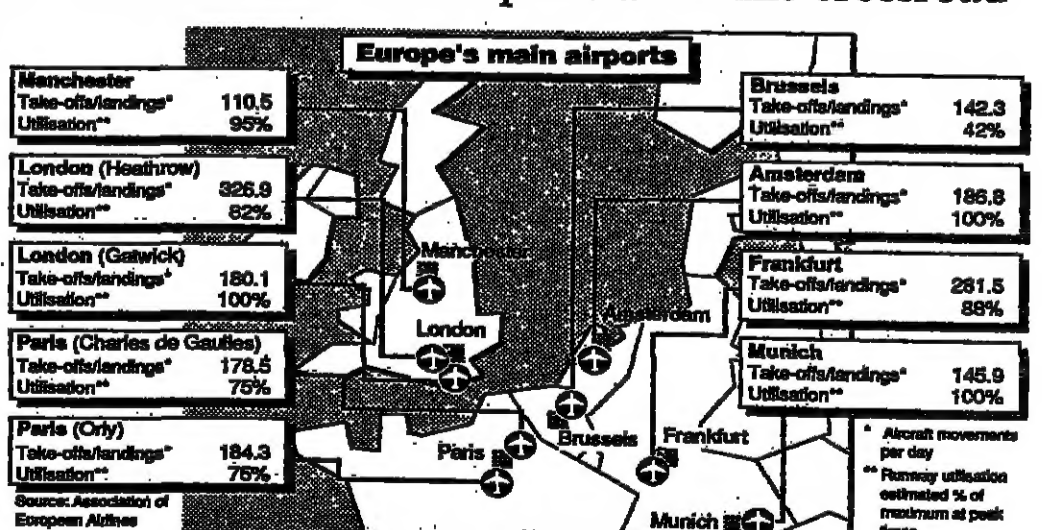 Europe's main airports
Manchester
Take-offs/landings* 110.5
Utilisation** 95%
London (Heathrow)
Take-offs/landings* 326.9
Utilisation** 82%
London (Gatwick)
Take-offs/landings* 180.1
Utilisation** 100%
Paris (Charles de Gaulles)
Take-offs/landings* 178.5
Utilisation** 75%
Paris (Orly)
Take-offs/landings* 184.3
Utilisation** 75%
Source: Association of
European Airlines
Manchester
London
Paris
Amsterdam
Brussels
Frankfurt
Munich
Brussels
Take-offs/landings* 142.3
Utilisation** 42%
Amsterdam
Take-offs/landings* 186.8
Utilisation** 100%
Frankfurt
Take-offs/landings* 281.5
Utilisation** 88%
Munich
Take-offs/landings* 145.9
Utilisation** 100%
* Aircraft movements
per day
** Runway utilisation
estimated % of
maximum at peak